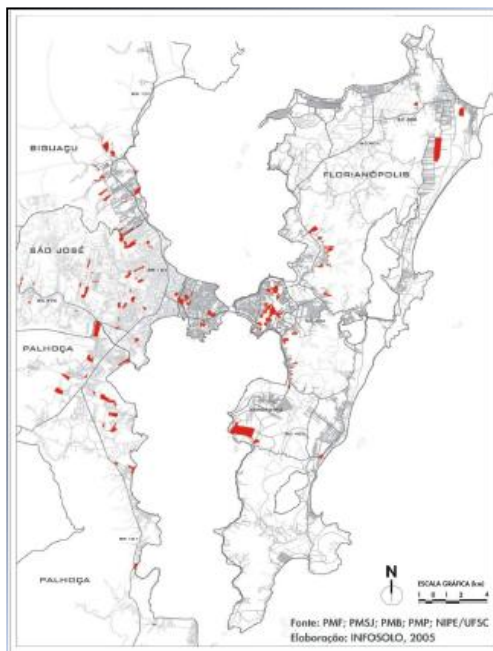 BIGUAÇU
FLORIANÓPOLIS
SÃO JOSÉ
PALHOÇA
PALHOÇA
N
ESCALA GRÁFICA (km)
1 0 1 2 4
Fonte: PMF; PMSJ; PMB; PMP; NIPE/UFSC
Elaboração: INFOSOLO, 2005